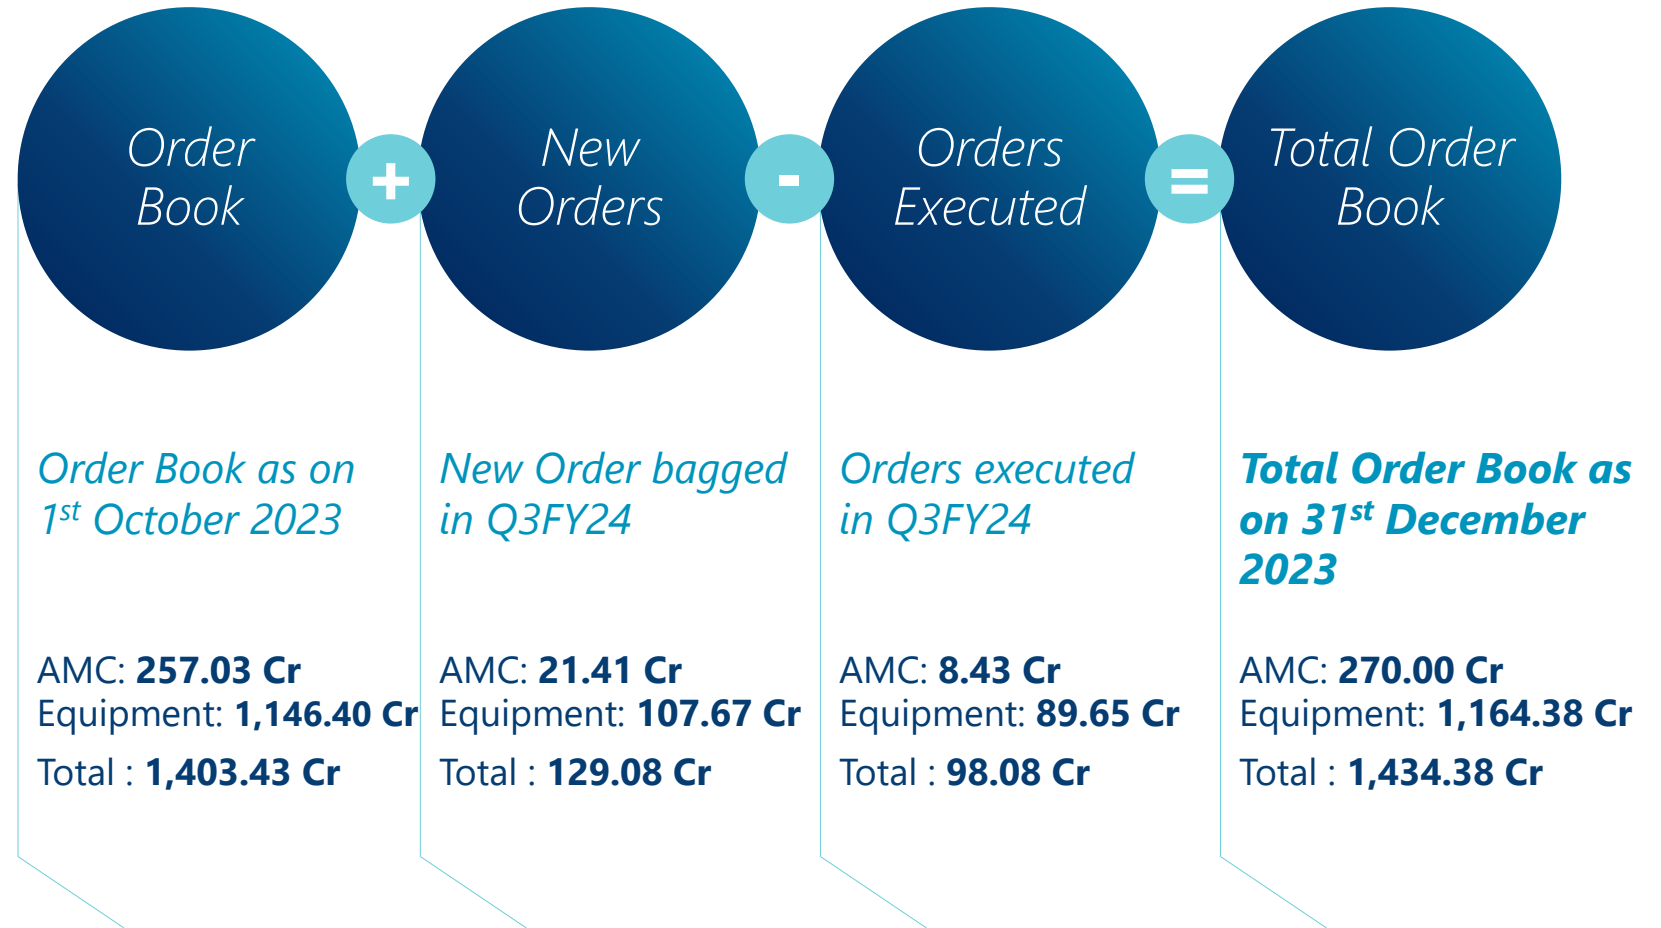 Order
Book
+
New
Orders
-
Orders
Executed
=
Total Order
Book
Order Book as on
1st October 2023
New Order bagged
in Q3FY24
Orders executed
in Q3FY24
Total Order Book as
on 31st December
2023
AMC: 257.03 Cr
Equipment: 1,146.40 Cr
Total : 1,403.43 Cr
AMC: 21.41 Cr
Equipment: 107.67 Cr
Total : 129.08 Cr
AMC: 8.43 Cr
Equipment: 89.65 Cr
Total : 98.08 Cr
AMC: 270.00 Cr
Equipment: 1,164.38 Cr
Total : 1,434.38 Cr